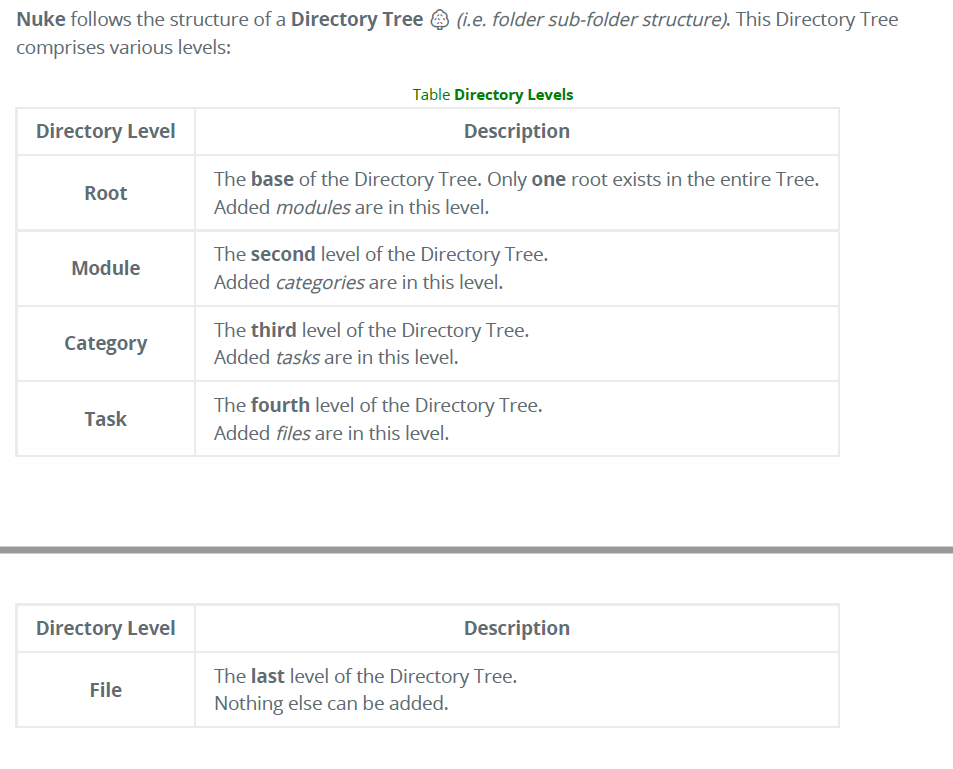 Nuke follows the structure of a Directory Tree (i.e. folder sub-folder structure). This Directory Tree
comprises various levels:
Table Directory Levels
Directory Level Description
Root
The base of the Directory Tree. Only one root exists in the entire Tree.
Added modules are in this level.
Module
The second level of the Directory Tree.
Added categories are in this level.
Category
The third level of the Directory Tree.
Added tasks are in this level.
Task
The fourth level of the Directory Tree.
Added files are in this level.
Directory Level Description
File
The last level of the Directory Tree.
Nothing else can be added.